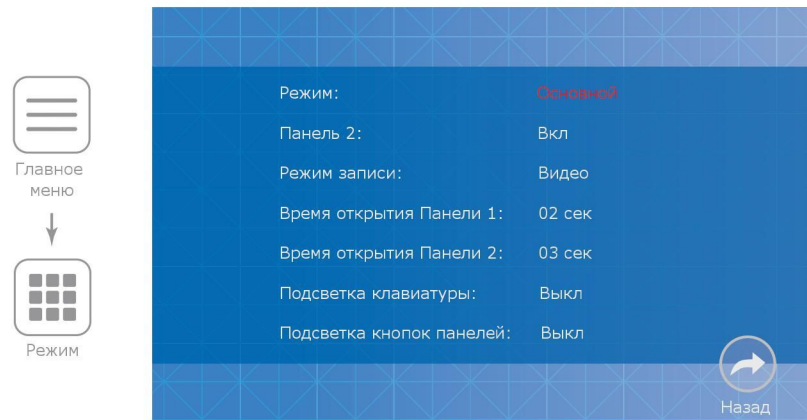 Главное
меню
Режим
Режим: Основной
Панель 2: Вкл
Режим записи: Видео
Время открытия Панели 1: 02 сек
Время открытия Панели 2: 03 сек
Подсветка клавиатуры: Выкл
Подсветка кнопок панелей: Выкл
Назад